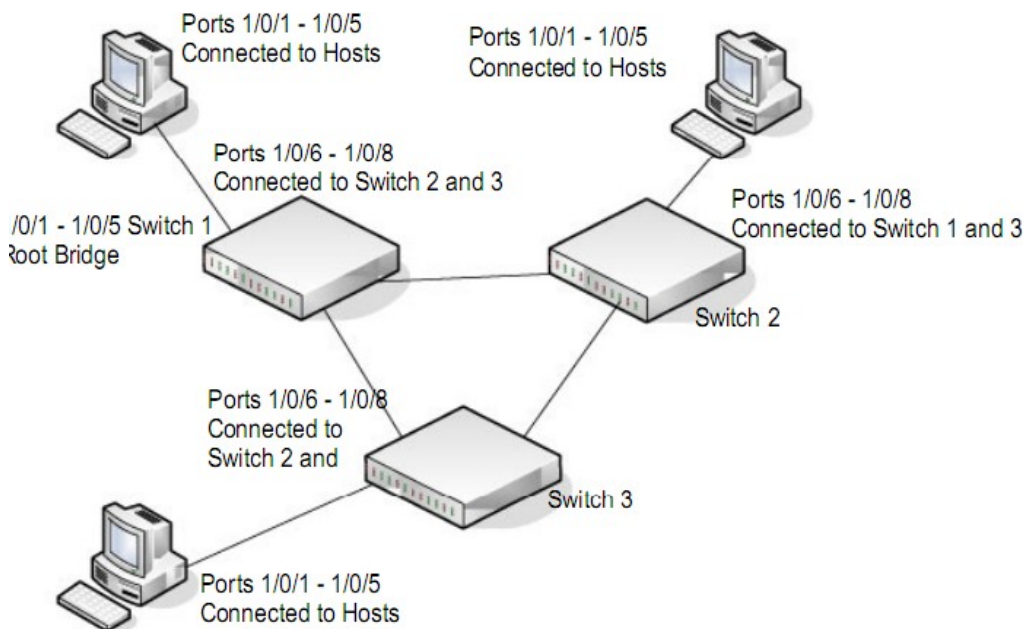 Ports 1/0/1 - 1/0/5
Connected to Hosts
Ports 1/0/1 - 1/0/5
Connected to Hosts
Ports 1/0/6 - 1/0/8
Connected to Switch 2 and 3
Ports 1/0/6 - 1/0/8
Connected to Switch 1 and 3
/0/1 - 1/0/5 Switch 1
Root Bridge
Switch 2
Ports 1/0/6 - 1/0/8
Connected to
Switch 2 and
Switch 3
Ports 1/0/1 - 1/0/5
Connected to Hosts